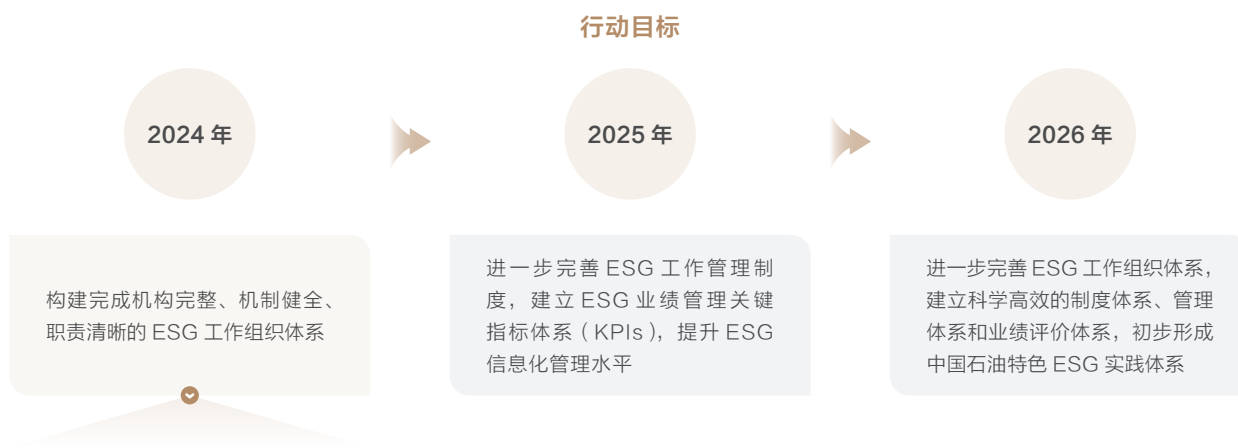 行动目标
2024 年
2025 年
2026 年
构建完成机构完整、机制健全、
职责清晰的 ESG 工作组织体系
进一步完善 ESG 工作管理制
度，建立 ESG 业绩管理关键
指标体系（KPIs），提升 ESG
信息化管理水平
进一步完善 ESG 工作组织体系，
建立科学高效的制度体系、管理
体系和业绩评价体系，初步形成
中国石油特色 ESG 实践体系